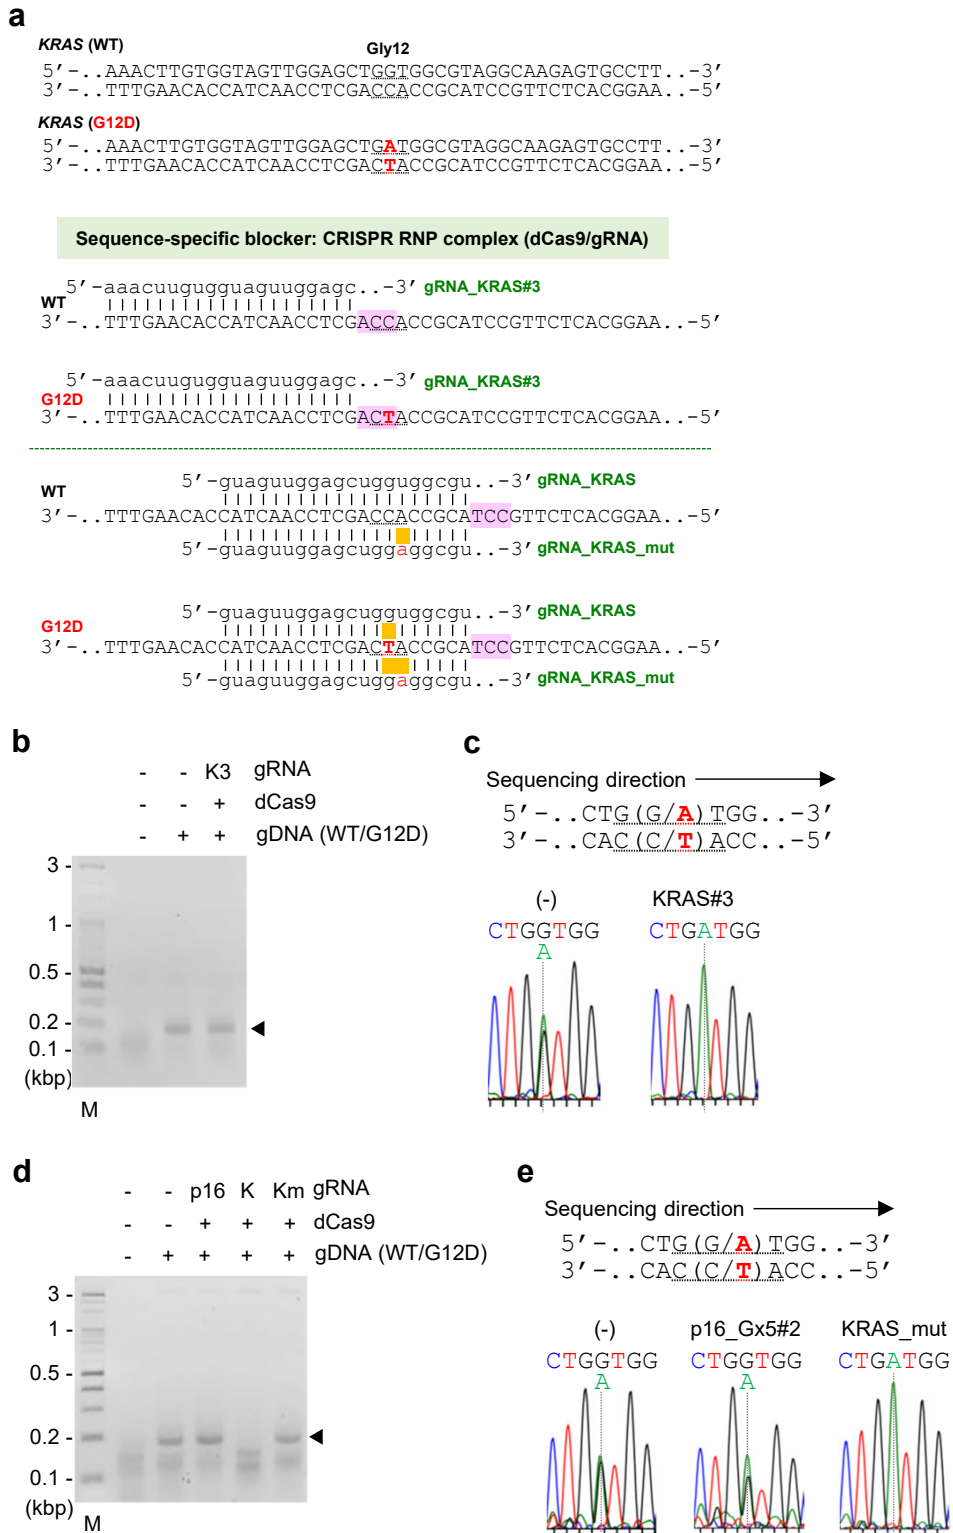 a
KRAS (WT) Gly12
5′-..AAACTTGTGGTAGTTGGAGCTGGTGGCGTAGGCAAGAGTGCCTT..-3′
3′-..TTTGAACACCATCAACCTCGACCACCGCATCCGTTCTCACGGAA..-5′
KRAS (G12D)
5′-..AAACTTGTGGTAGTTGGAGCTGATGGCGTAGGCAAGAGTGCCTT..-3′
3′-..TTTGAACACCATCAACCTCGACTACCGCATCCGTTCTCACGGAA..-5′
Sequence-specific blocker: CRISPR RNP complex (dCas9/gRNA)
5′-aaacuugugguaguuggagc..-3′ gRNA_KRAS#3
WT
3′-..TTTGAACACCATCAACCTCGACCACCGCATCCGTTCTCACGGAA..-5′
5′-aaacuugugguaguuggagc..-3′ gRNA_KRAS#3
G12D
3′-..TTTGAACACCATCAACCTCGACTACCGCATCCGTTCTCACGGAA..-5′
5′-guaguuggagcugguggcgu..-3′ gRNA_KRAS
WT
3′-..TTTGAACACCATCAACCTCGACCACCGCATCCGTTCTCACGGAA..-5′
5′-guaguuggagcuggaggcgu..-3′ gRNA_KRAS_mut
5′-guaguuggagcugguggcgu..-3′ gRNA_KRAS
G12D
3′-..TTTGAACACCATCAACCTCGACTACCGCATCCGTTCTCACGGAA..-5′
5′-guaguuggagcuggaggcgu..-3′ gRNA_KRAS_mut
b
- - K3 gRNA
- - + dCas9
- + + gDNA (WT/G12D)
3 -
1 -
0.5 -
0.2 -
0.1 -
(kbp)
M
c
Sequencing direction
5′-..CTG(G/A)TGG..-3′
3′-..CAC(C/T)ACC..-5′
(-) KRAS#3
CTGGTGG CTGATGG
A
d
- - p16 K Km gRNA
- - + + + dCas9
- + + + + gDNA (WT/G12D)
3 -
1 -
0.5 -
0.2 -
0.1 -
(kbp)
M
e
Sequencing direction
5′-..CTG(G/A)TGG..-3′
3′-..CAC(C/T)ACC..-5′
(-) p16_Gx5#2 KRAS_mut
CTGGTGG CTGGTGG CTGATGG
A A